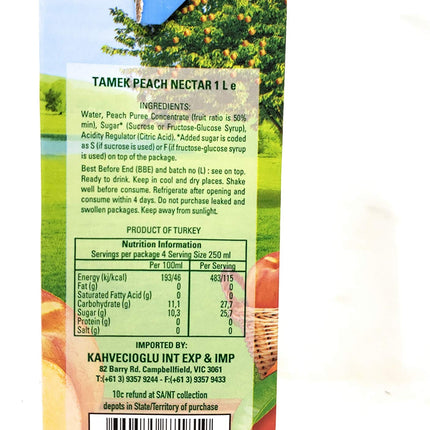 TAMEK PEACH NECTAR 1 L e
INGREDIENTS:
Water, Peach Puree Concentrate (fruit ratio is 50%
min), Sugar* (Sucrose or Fructose-Glucose Syrup),
Acidity Regulator (Citric Acid). *Added sugar is coded
as S (if sucrose is used) or F (if fructose-glucose syrup
is used) on top of the package.
Best Before End (BBE) and batch no (L) : see on top.
Ready to drink. Keep in cool and dry places. Shake
well before consume. Refrigerate after opening and
consume within 4 days. Do not purchase leaked and
swollen packages. Keep away from sunlight.
PRODUCT OF TURKEY
Nutrition Information
Servings per package 4 Serving Size 250 ml
Per 100ml Per Serving
Energy (kj/kcal) 193/46 483/115
Fat (g) 0 0
Saturated Fatty Acid (g) 0 0
Carbohydrate (g) 11,1 27,7
Sugar (g) 10,3 25,7
Protein (g) 0 0
Salt (g) 0 0
IMPORTED BY:
KAHVECIOGLU INT EXP & IMP
82 Barry Rd. Campbellfield, VIC 3061
T:(+61 3) 9357 9244 - F:(+61 3) 9357 9433
10c refund at SA/NT collection
depots in State/Territory of purchase